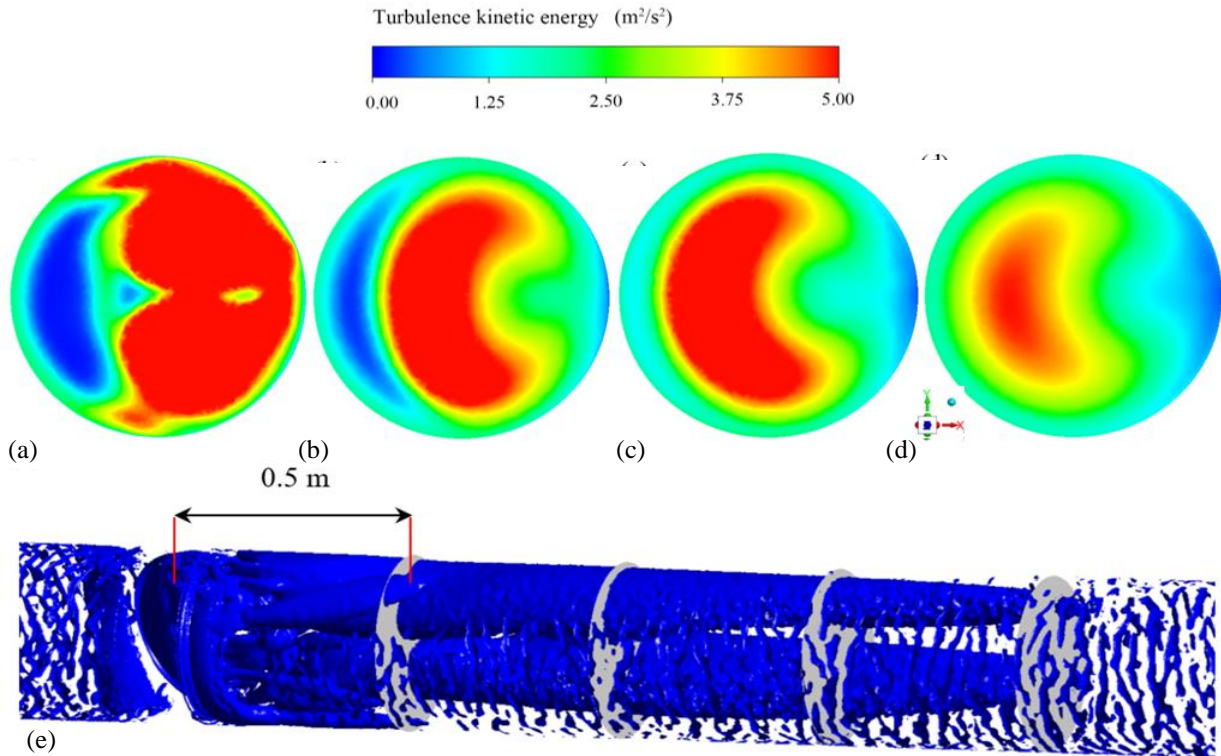 Turbulence kinetic energy (m²/s²)
0.00 1.25 2.50 3.75 5.00
(d)
(a) (b) (c) (d)
Y
X
0.5 m
(e)